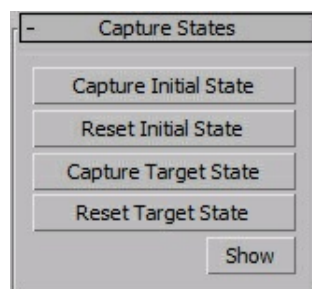 - Capture States
Capture Initial State
Reset Initial State
Capture Target State
Reset Target State
Show